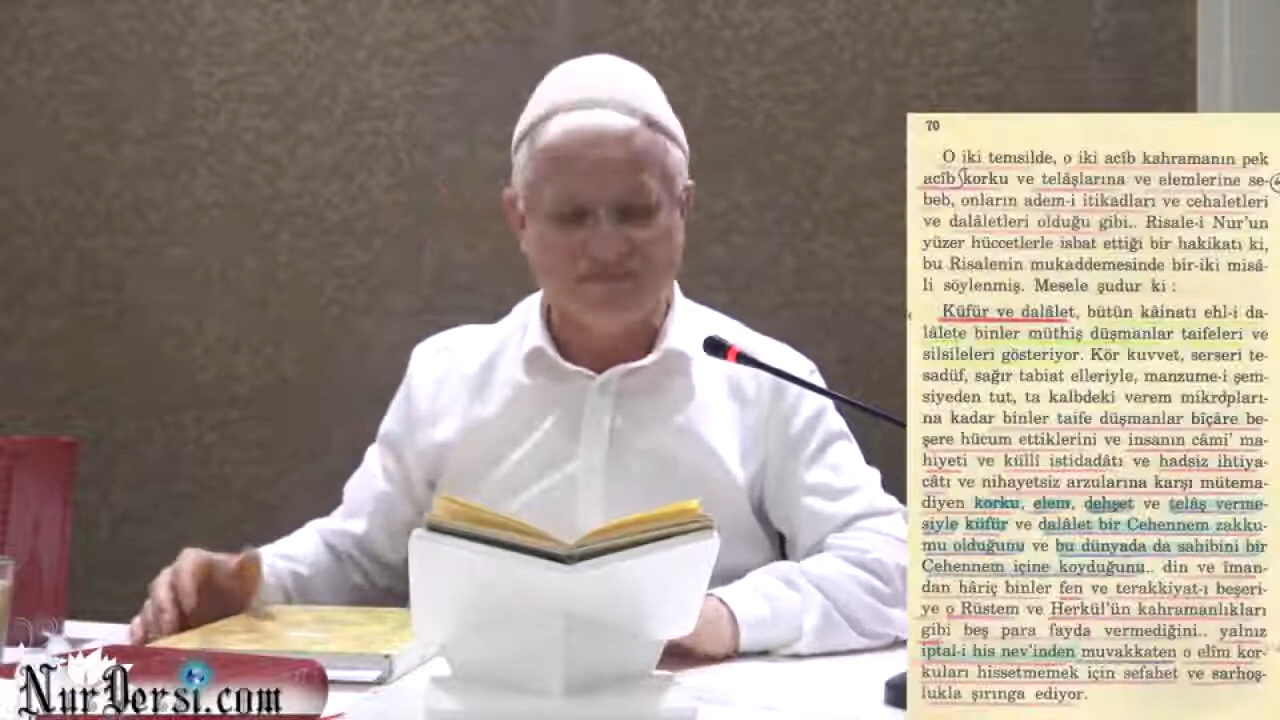 70
O iki temsilde, o iki acîb kahramanın pek
acîb korku ve telâşlarına ve elemlerine se-
beb, onların adem-i itikadları ve cehaletleri
ve dalâletleri olduğu gibi.. Risale-i Nur'un
yüzer hüccetlerle isbat ettiği bir hakikatı ki,
bu Risalenin mukaddemesinde bir-iki misâ-
li söylenmiş. Mesele şudur ki :
Küfür ve dalâlet, bütün kâinatı ehl-i da-
lâlete binler müthiş düşmanlar taifeleri ve
silsileleri gösteriyor. Kör kuvvet, serseri te-
sadüf, sağır tabiat elleriyle, manzume-i şem-
siyeden tut, ta kalbdeki verem mikropları-
na kadar binler taife düşmanlar bîçâre be-
şere hücum ettiklerini ve insanın câmi' ma-
hiyeti ve küllî istidadâtı ve hadsiz ihtiya-
câtı ve nihayetsiz arzularına karşı mütema-
diyen korku, elem, dehşet ve telâş verme-
siyle küfür ve dalâlet bir Cehennem zakku-
mu olduğunu ve bu dünyada da sahibini bir
Cehennem içine koyduğunu.. din ve îman-
dan hâriç binler fen ve terakkiyat-ı beşeri-
ye o Rüstem ve Herkül'ün kahramanlıkları
gibi beş para fayda vermediğini.. yalnız
iptal-i his nev'inden muvakkaten o elîm kor-
kuları hissetmemek için sefahet ve sarhoş-
lukla şırınga ediyor.
NurDersi.com